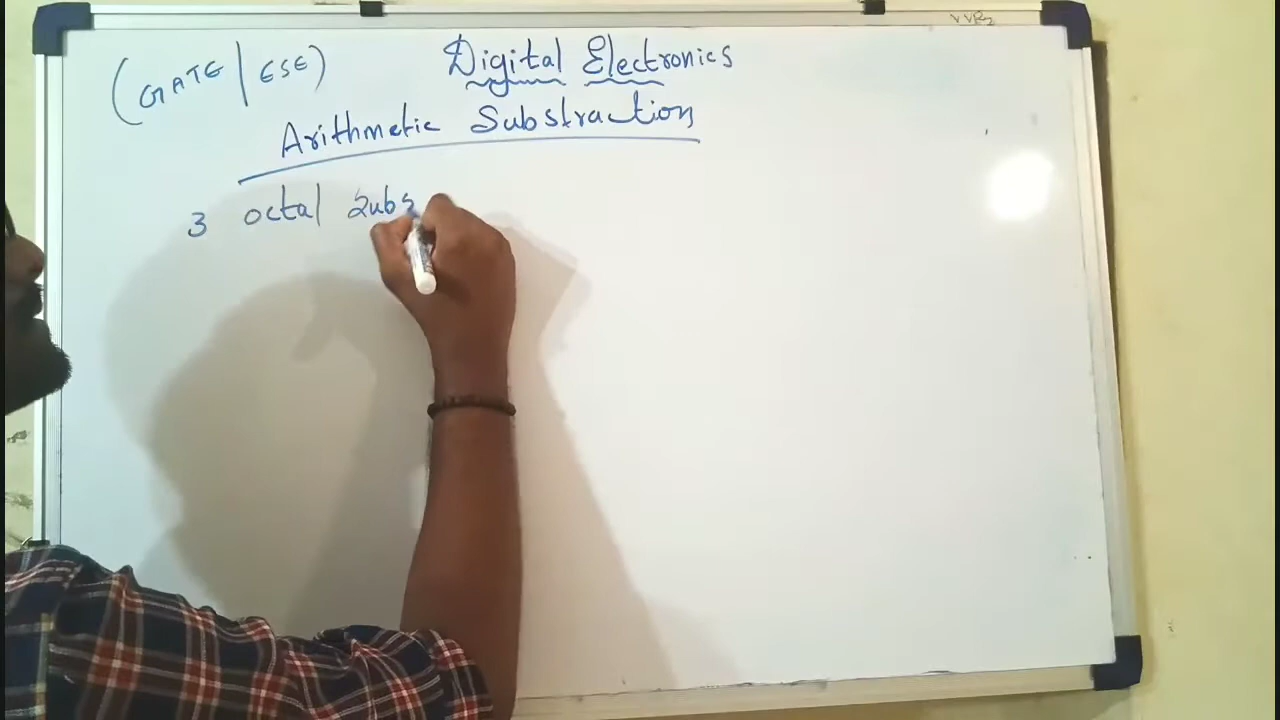 (GATE | ESE) Digital Electronics
Arithmetic Substraction
3 octal subs